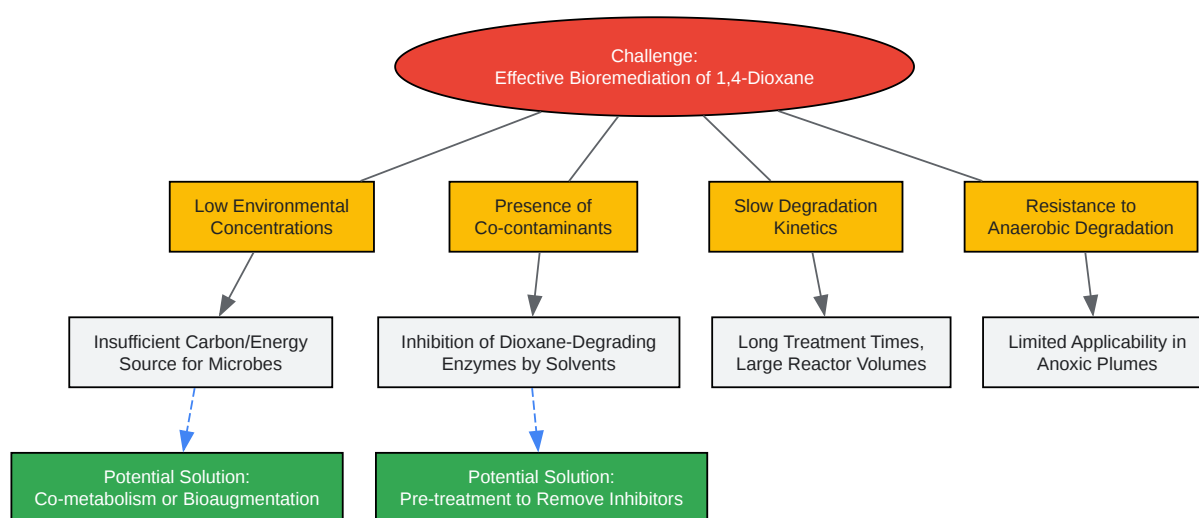 Challenge:
Effective Bioremediation of 1,4-Dioxane
Low Environmental
Concentrations
Presence of
Co-contaminants
Slow Degradation
Kinetics
Resistance to
Anaerobic Degradation
Insufficient Carbon/Energy
Source for Microbes
Inhibition of Dioxane-Degrading
Enzymes by Solvents
Long Treatment Times,
Large Reactor Volumes
Limited Applicability in
Anoxic Plumes
Potential Solution:
Co-metabolism or Bioaugmentation
Potential Solution:
Pre-treatment to Remove Inhibitors